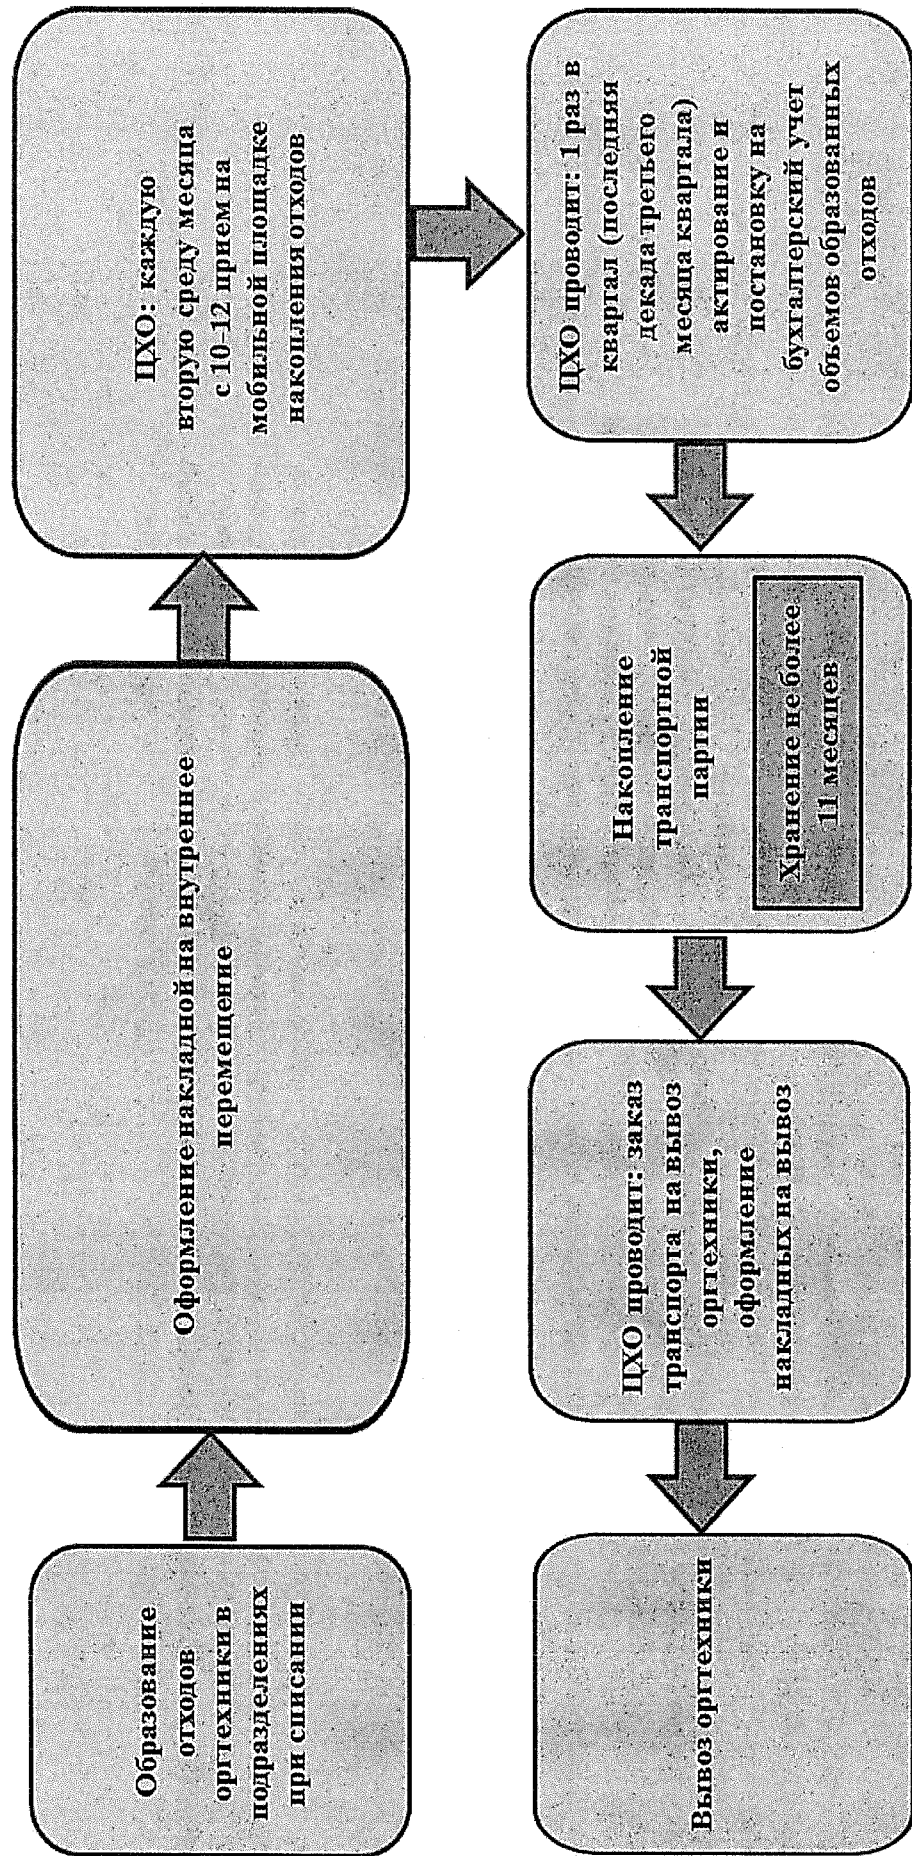 Образование
отходов
оргтехники в
подразделениях
при списании
Оформление накладной на внутреннее
перемещение
ЦХО: каждую
вторую среду месяца
с 10-12 прием на
мобильной площадке
накопления отходов
ЦХО проводит: 1 раз в
квартал (последняя
декада третьего
месяца квартала)
актирование и
постановку на
бухгалтерский учет
объемов образованных
отходов
Накопление
транспортной
партии
Хранение не более
11 месяцев
ЦХО проводит: заказ
транспорта на вывоз
оргтехники,
оформление
накладных на вывоз
Вывоз оргтехники